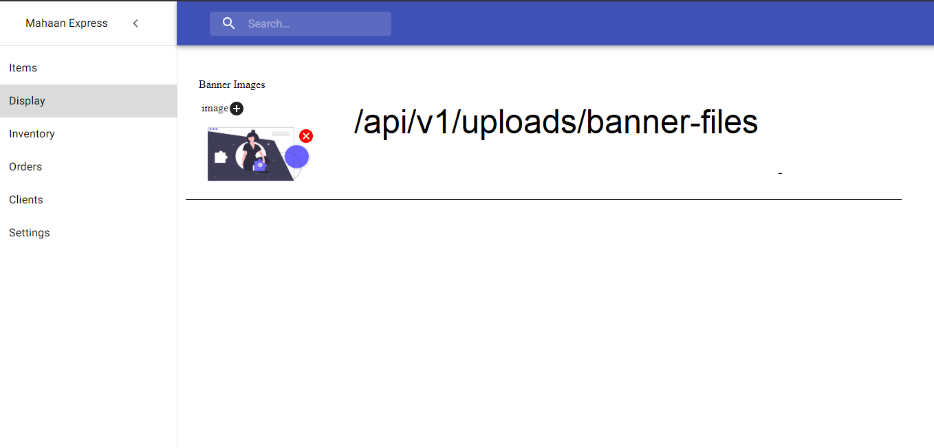 Mahaan Express
Search...
Items
Display
Inventory
Orders
Clients
Settings
Banner Images
image
/api/v1/uploads/banner-files
-